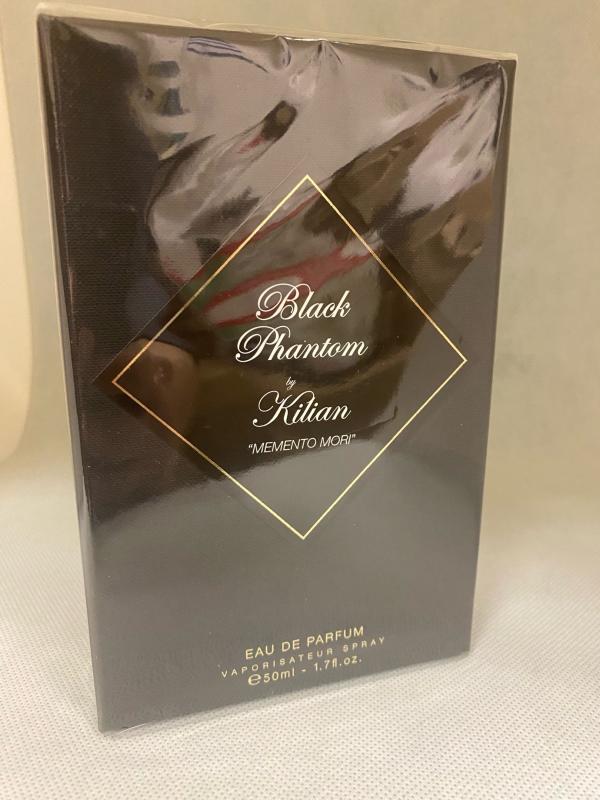 Black
Phantom
by
Kilian
“MEMENTO MORI”
EAU DE PARFUM
VAPORISATEUR SPRAY
℮50ml - 1.7fl.oz.